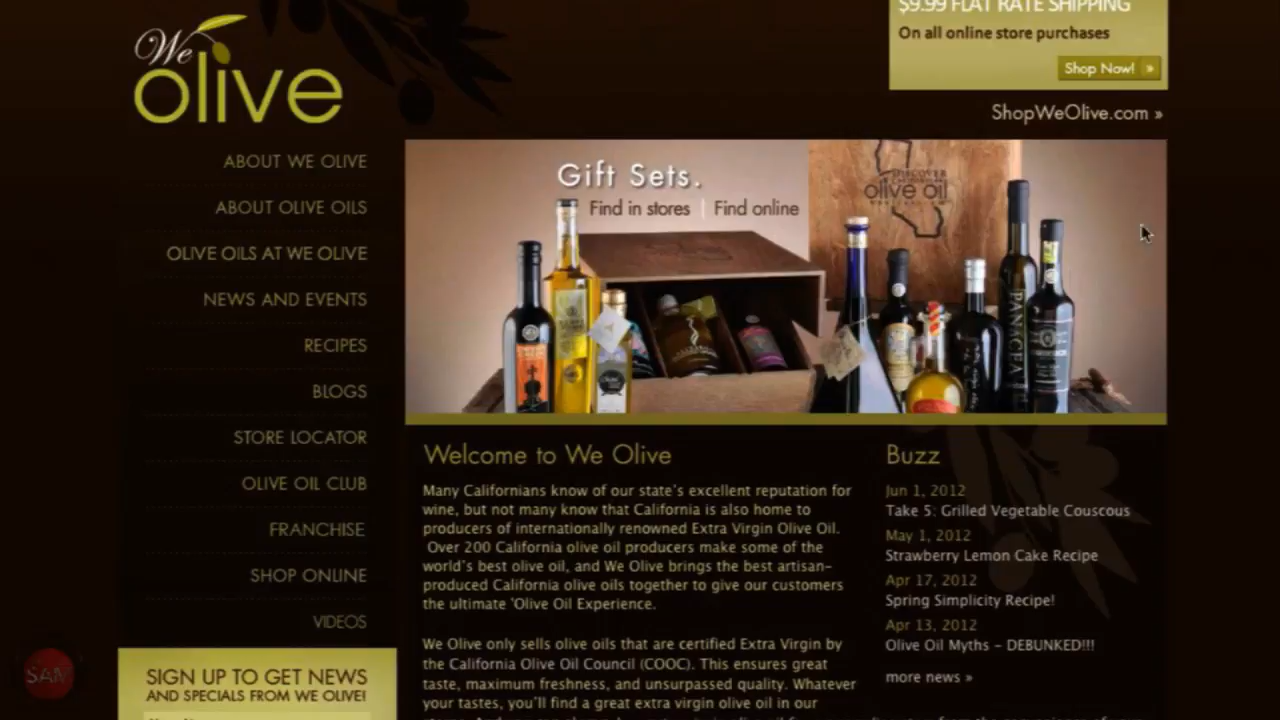 We
olive
$9.99 FLAT RATE SHIPPING
On all online store purchases
Shop Now! »
ShopWeOlive.com »
ABOUT WE OLIVE
ABOUT OLIVE OILS
OLIVE OILS AT WE OLIVE
NEWS AND EVENTS
RECIPES
BLOGS
STORE LOCATOR
OLIVE OIL CLUB
FRANCHISE
SHOP ONLINE
VIDEOS
SIGN UP TO GET NEWS
AND SPECIALS FROM WE OLIVE!
SAM
Gift Sets.
Find in stores | Find online
DISCOVER
olive oil
PANACEA
Welcome to We Olive
Many Californians know of our state's excellent reputation for
wine, but not many know that California is also home to
producers of internationally renowned Extra Virgin Olive Oil.
Over 200 California olive oil producers make some of the
world's best olive oil, and We Olive brings the best artisan-
produced California olive oils together to give our customers
the ultimate 'Olive Oil Experience.
We Olive only sells olive oils that are certified Extra Virgin by
the California Olive Oil Council (COOC). This ensures great
taste, maximum freshness, and unsurpassed quality. Whatever
your tastes, you'll find a great extra virgin olive oil in our
Buzz
Jun 1, 2012
Take 5: Grilled Vegetable Couscous
May 1, 2012
Strawberry Lemon Cake Recipe
Apr 17, 2012
Spring Simplicity Recipe!
Apr 13, 2012
Olive Oil Myths – DEBUNKED!!!
more news »